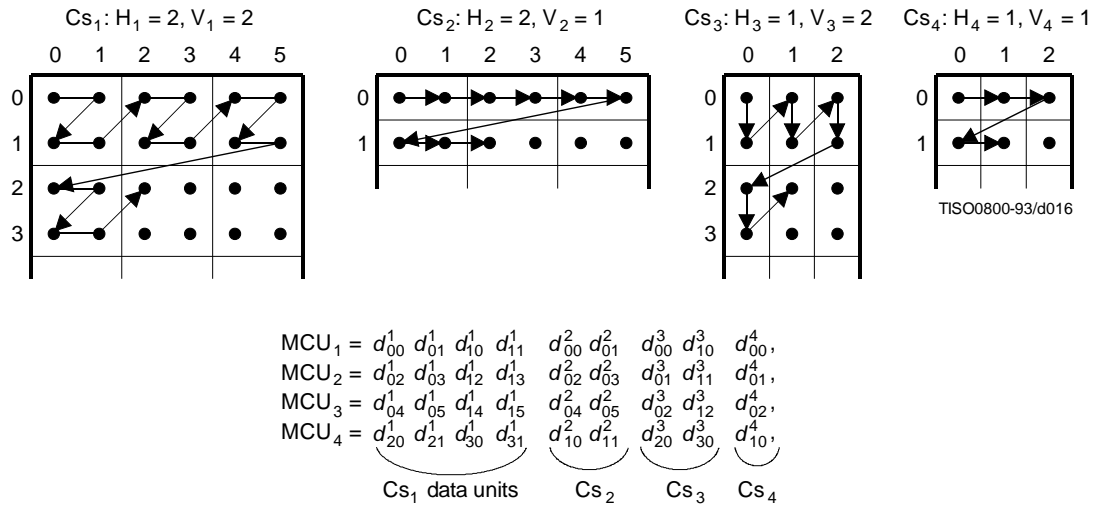 Cs₁: H₁ = 2, V₁ = 2 Cs₂: H₂ = 2, V₂ = 1 Cs₃: H₃ = 1, V₃ = 2 Cs₄: H₄ = 1, V₄ = 1
0 1 2 3 4 5 0 1 2 3 4 5 0 1 2 0 1 2
0 0 0 0
1 1 1 1
2 2
TISO0800-93/d016
3 3
MCU₁ = d¹₀₀ d¹₀₁ d¹₁₀ d¹₁₁ d²₀₀ d²₀₁ d³₀₀ d³₁₀ d⁴₀₀,
MCU₂ = d¹₀₂ d¹₀₃ d¹₁₂ d¹₁₃ d²₀₂ d²₀₃ d³₀₁ d³₁₁ d⁴₀₁,
MCU₃ = d¹₀₄ d¹₀₅ d¹₁₄ d¹₁₅ d²₀₄ d²₀₅ d³₀₂ d³₁₂ d⁴₀₂,
MCU₄ = d¹₂₀ d¹₂₁ d¹₃₀ d¹₃₁ d²₁₀ d²₁₁ d³₂₀ d³₃₀ d⁴₁₀,
Cs₁ data units Cs₂ Cs₃ Cs₄